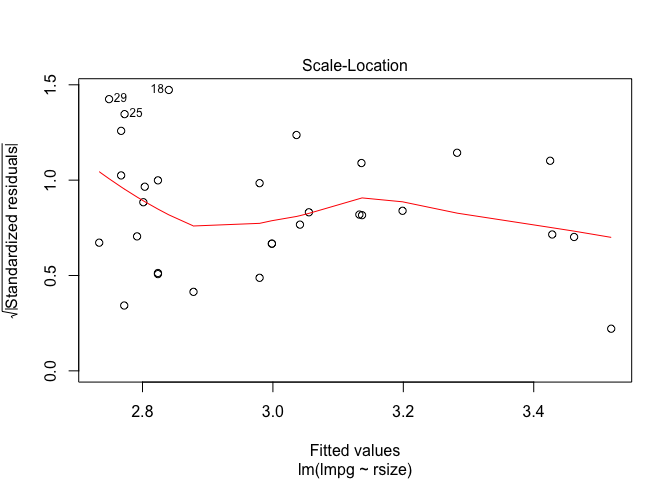 Scale-Location
√|Standardized residuals|
1.5
1.0
0.5
0.0
18
29
25
2.8
3.0
3.2
3.4
Fitted values
lm(lmpg ~ rsize)